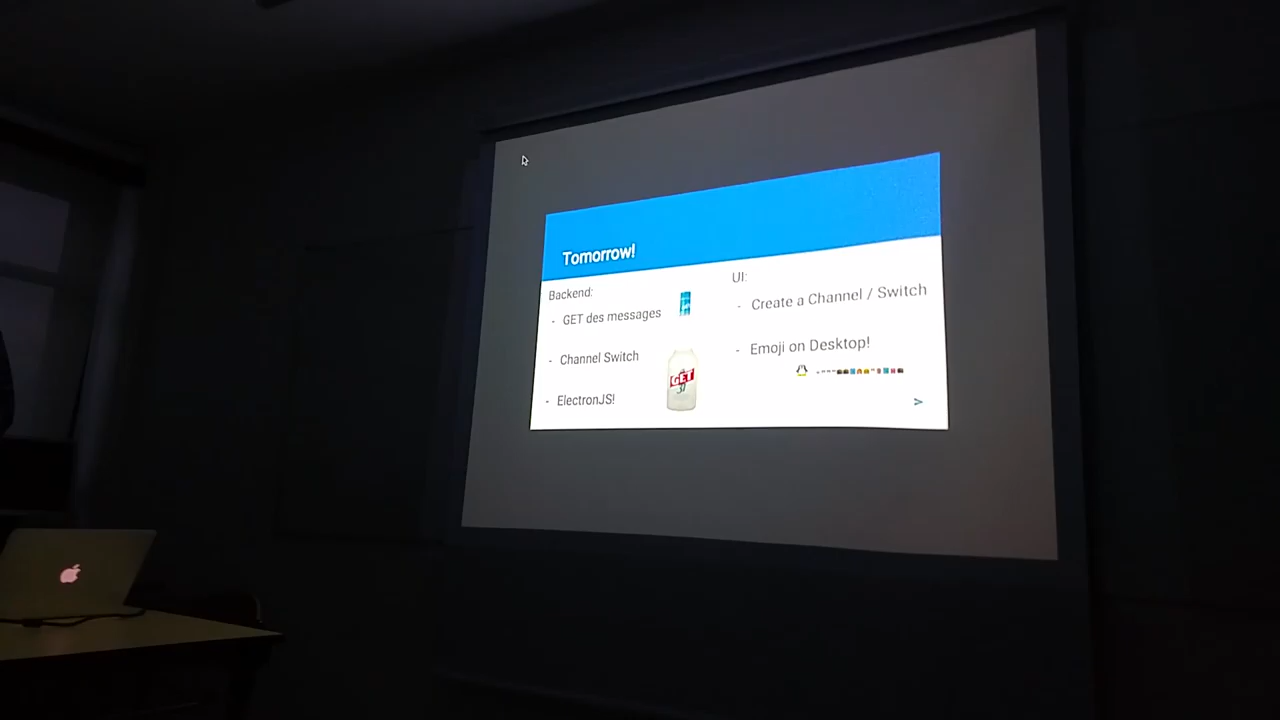 Tomorrow!
Backend:
- GET des messages
- Channel Switch
- ElectronJS!
GET
UI:
- Create a Channel / Switch
- Emoji on Desktop!